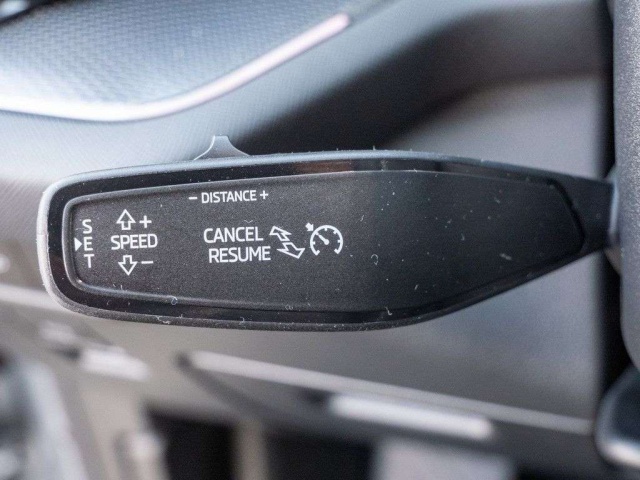 - DISTANCE +
SET
+
SPEED
-
CANCEL
RESUME